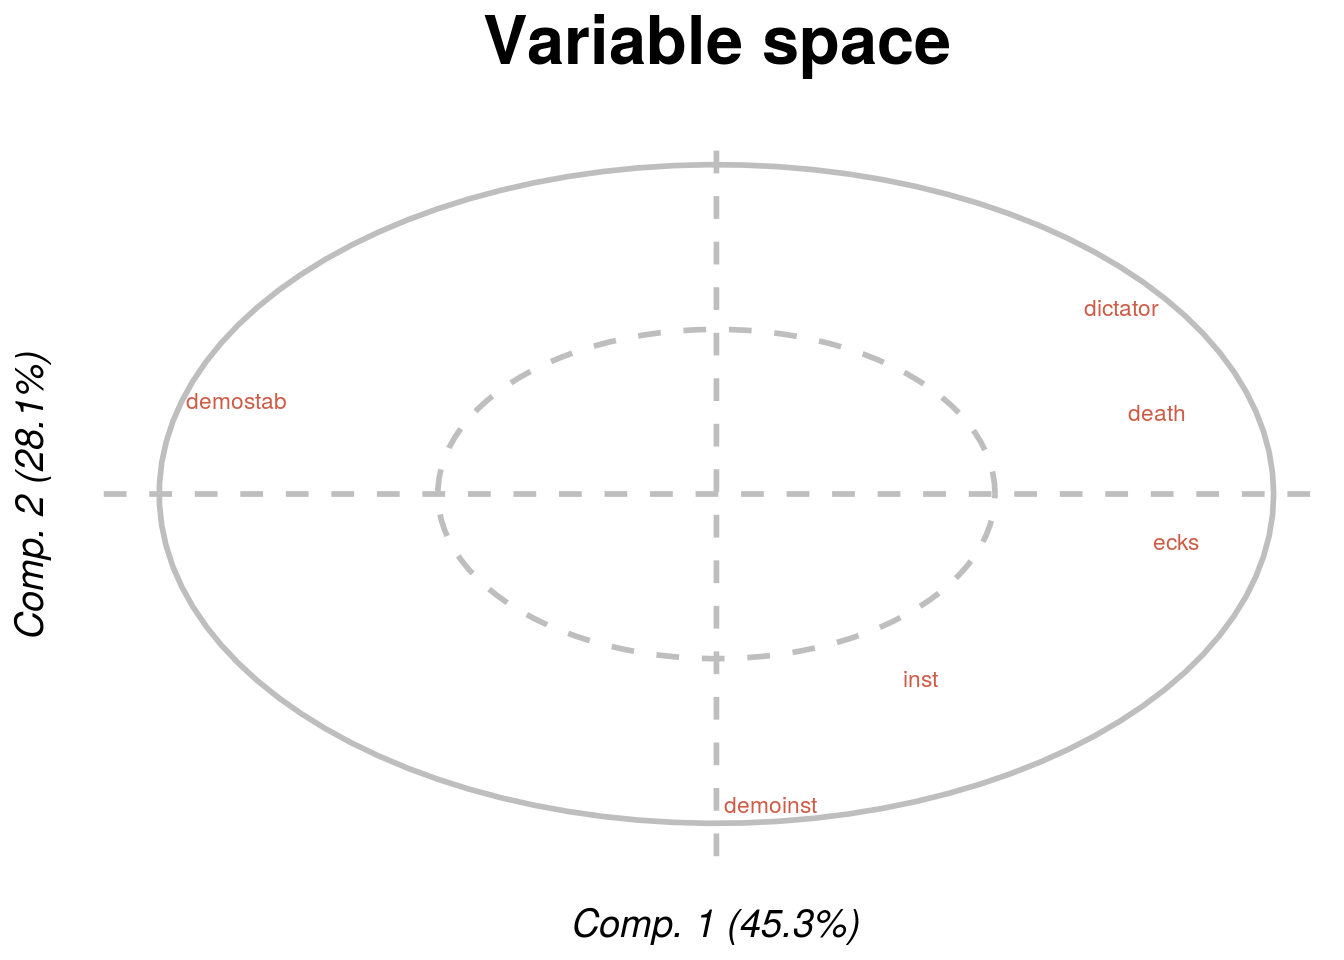 Variable space
dictator
demostab
death
Comp. 2 (28.1%)
ecks
inst
demoinst
Comp. 1 (45.3%)